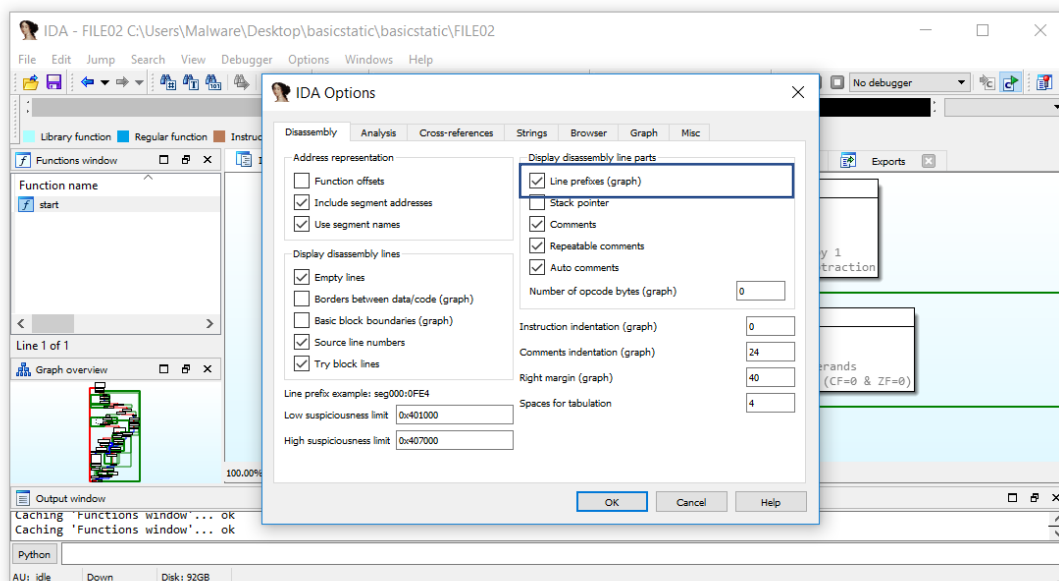 IDA - FILE02 C:\Users\Malware\Desktop\basicstatic\basicstatic\FILE02
File Edit Jump Search View Debugger Options Windows Help
No debugger
Library function Regular function Instruc
Functions window
Function name
start
Line 1 of 1
Graph overview
100.00%
Exports
y 1
traction
erands
(CF=0 & ZF=0)
IDA Options
Disassembly Analysis Cross-references Strings Browser Graph Misc
Address representation
Function offsets
Include segment addresses
Use segment names
Display disassembly lines
Empty lines
Borders between data/code (graph)
Basic block boundaries (graph)
Source line numbers
Try block lines
Line prefix example: seg000:0FE4
Low suspiciousness limit 0x401000
High suspiciousness limit 0x407000
Display disassembly line parts
Line prefixes (graph)
Stack pointer
Comments
Repeatable comments
Auto comments
Number of opcode bytes (graph) 0
Instruction indentation (graph) 0
Comments indentation (graph) 24
Right margin (graph) 40
Spaces for tabulation 4
OK Cancel Help
Output window
Caching 'Functions window'... ok
Caching 'Functions window'... ok
Python
AU: idle Down Disk: 92GB